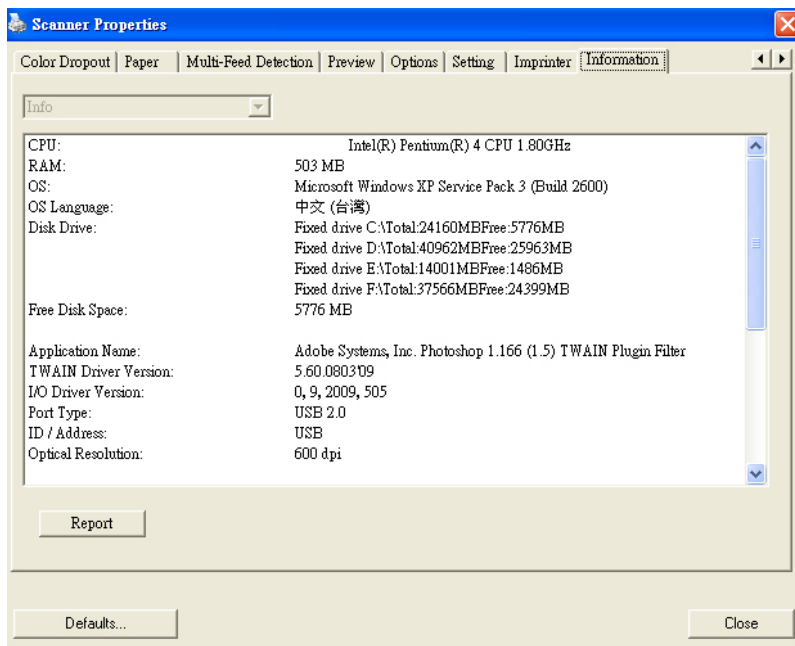 Scanner Properties
Color Dropout Paper Multi-Feed Detection Preview Options Setting Imprinter Information
Info
CPU: Intel(R) Pentium(R) 4 CPU 1.80GHz
RAM: 503 MB
OS: Microsoft Windows XP Service Pack 3 (Build 2600)
OS Language: 中文 (台灣)
Disk Drive: Fixed drive C:\Total:24160MBFree:5776MB
Fixed drive D:\Total:40962MBFree:25963MB
Fixed drive E:\Total:14001MBFree:1486MB
Fixed drive F:\Total:37566MBFree:24399MB
Free Disk Space: 5776 MB
Application Name: Adobe Systems, Inc. Photoshop 1.166 (1.5) TWAIN Plugin Filter
TWAIN Driver Version: 5.60.0803'09
I/O Driver Version: 0, 9, 2009, 505
Port Type: USB 2.0
ID / Address: USB
Optical Resolution: 600 dpi
Report
Defaults... Close